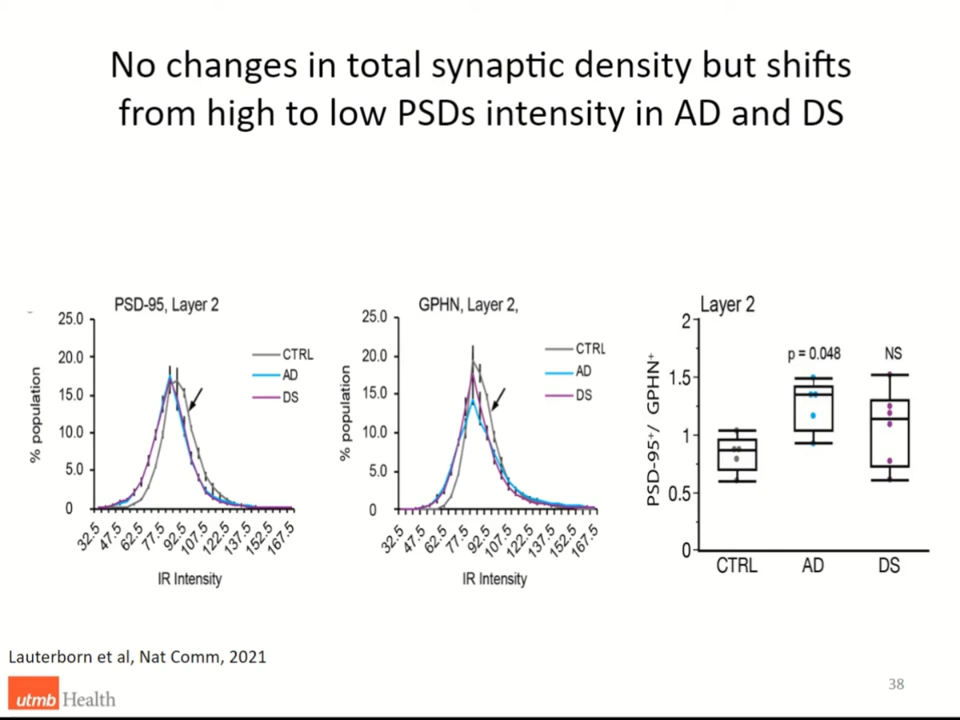 No changes in total synaptic density but shifts
from high to low PSDs intensity in AD and DS
PSD-95, Layer 2
25.0
20.0
15.0
10.0
5.0
0
% population
CTRL
AD
DS
32.5
47.5
62.5
77.5
92.5
107.5
122.5
137.5
152.5
167.5
IR Intensity
GPHN, Layer 2,
25.0
20.0
15.0
10.0
5.0
0
% population
CTRL
AD
DS
32.5
47.5
62.5
77.5
92.5
107.5
122.5
137.5
152.5
167.5
IR Intensity
Layer 2
2
1.5
1
0.5
0
PSD-95⁺/ GPHN⁺
p = 0.048
NS
CTRL
AD
DS
Lauterborn et al, Nat Comm, 2021
utmb Health
38